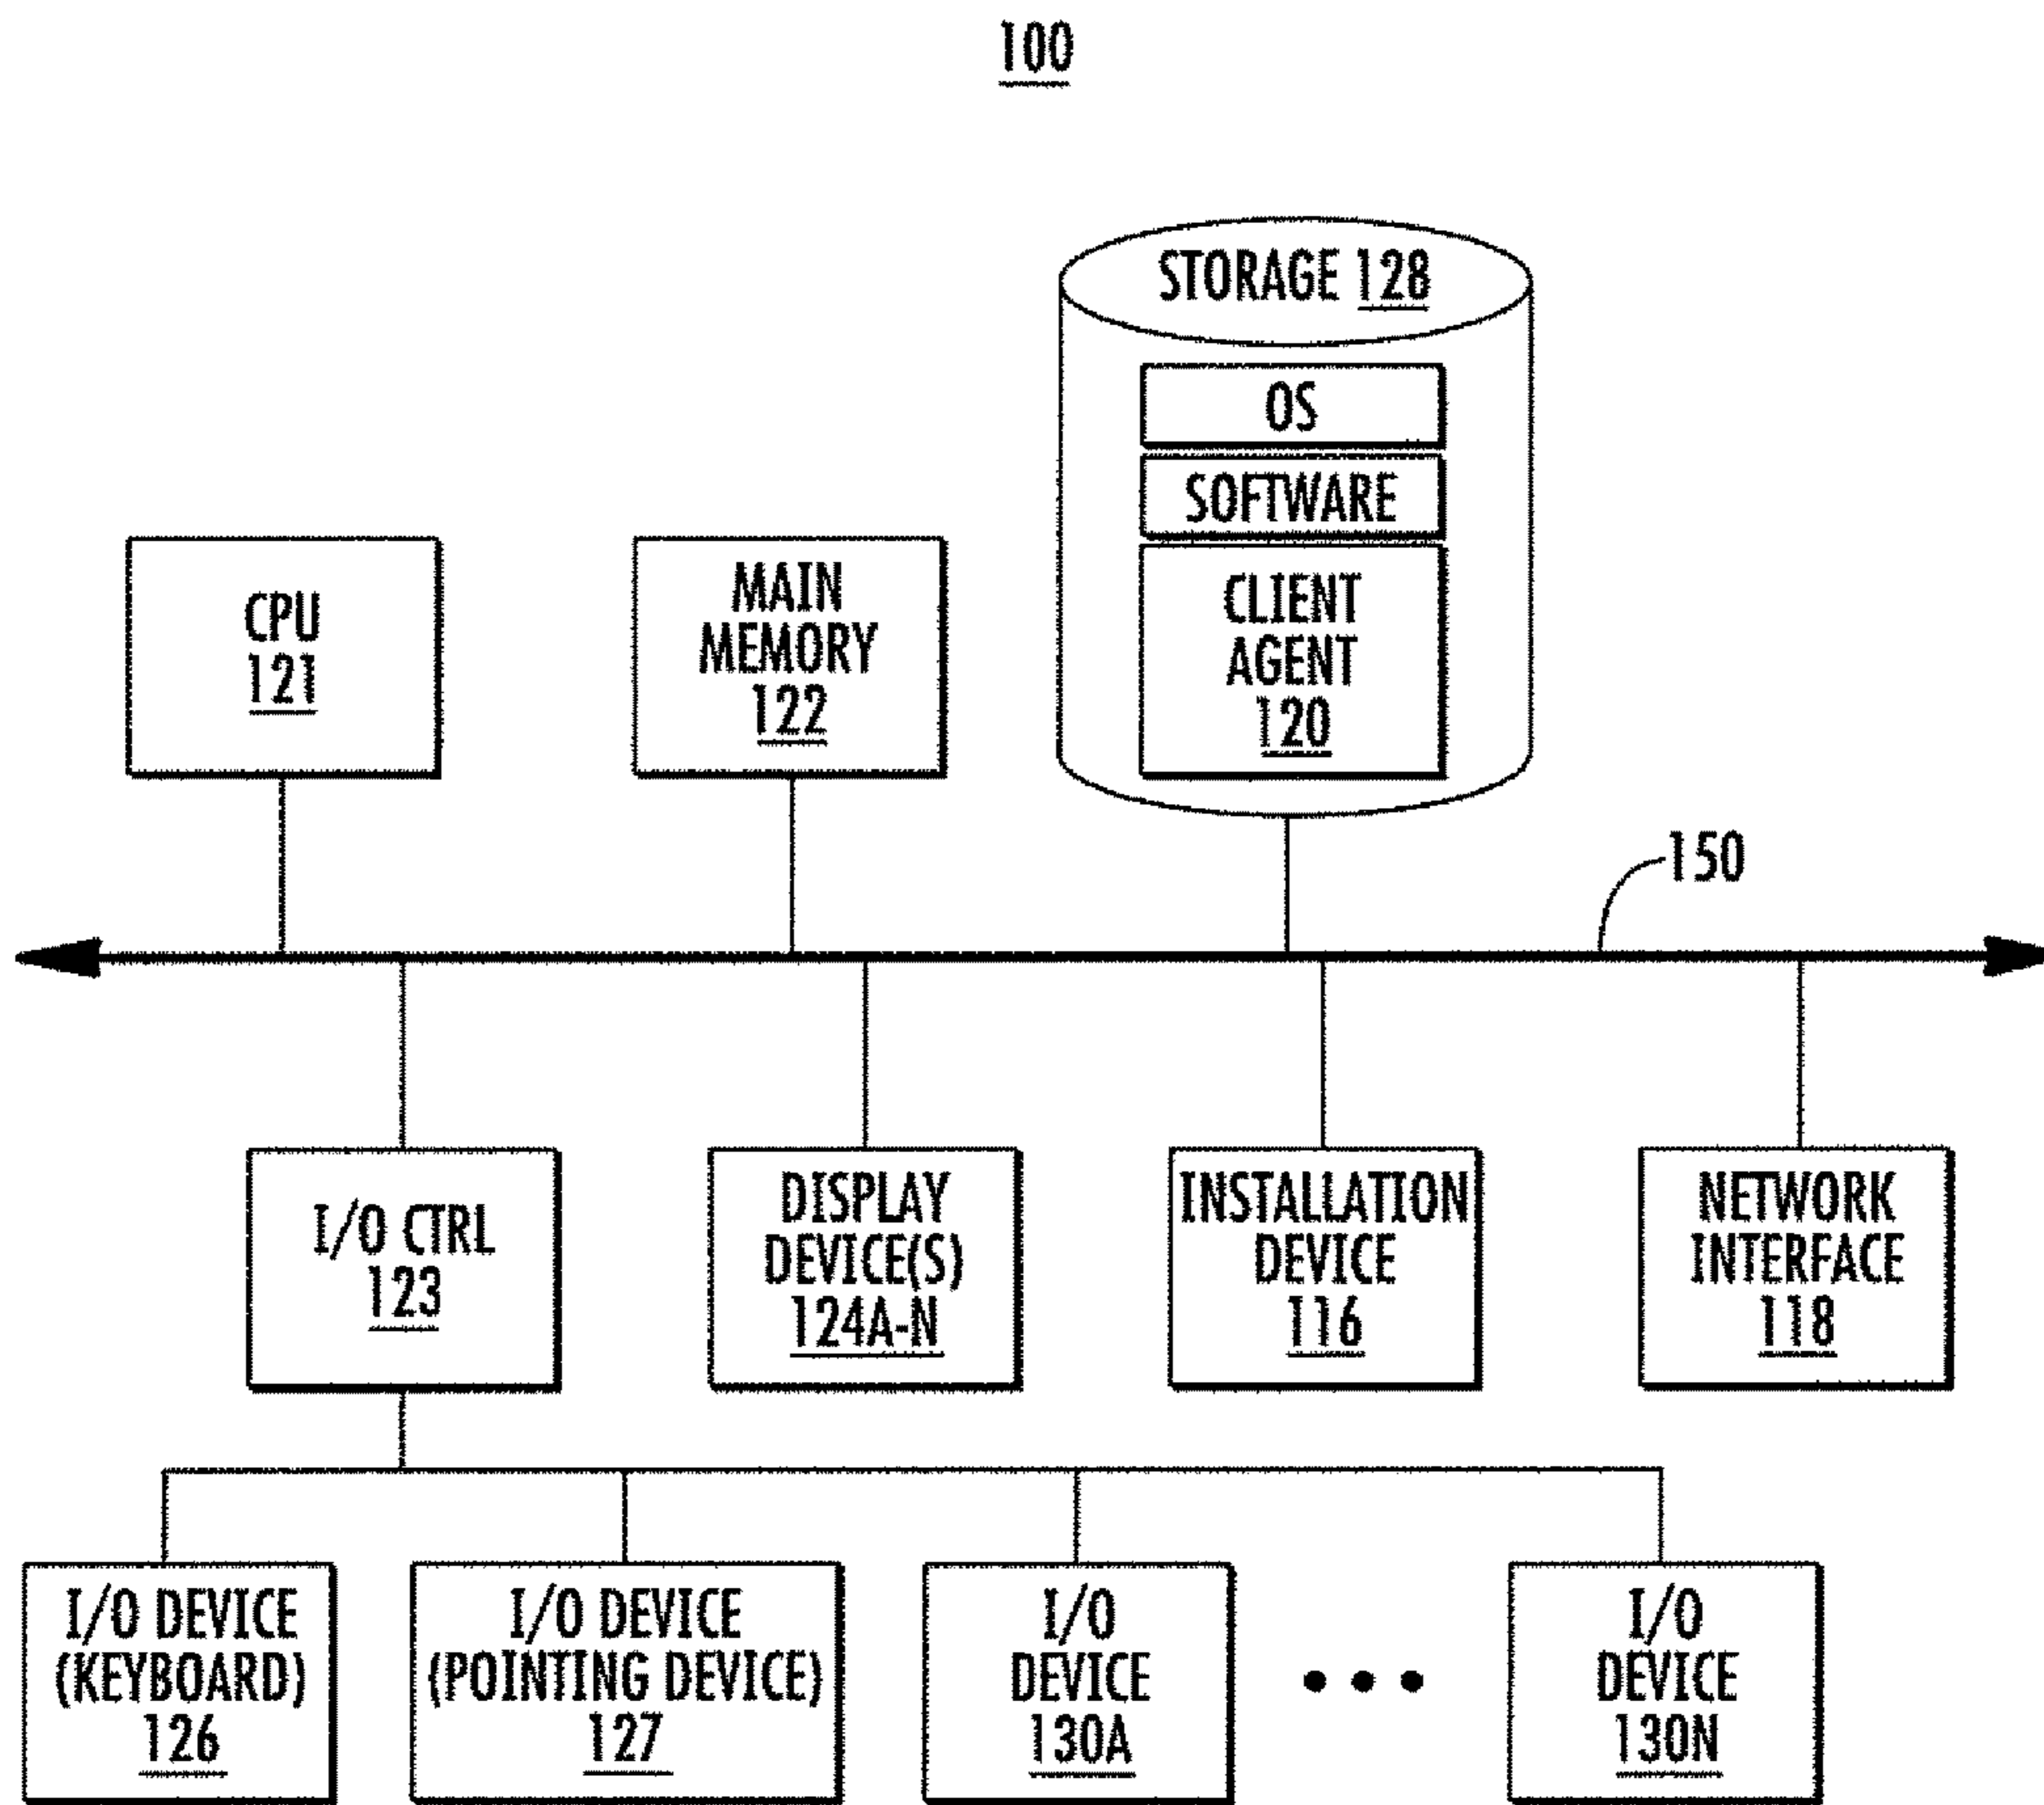 100
STORAGE 128
OS
SOFTWARE
CLIENT
AGENT
120
CPU
121
MAIN
MEMORY
122
150
I/O CTRL
123
DISPLAY
DEVICE(S)
124A-N
INSTALLATION
DEVICE
116
NETWORK
INTERFACE
118
I/O DEVICE
(KEYBOARD)
126
I/O DEVICE
(POINTING DEVICE)
127
I/O
DEVICE
130A
I/O
DEVICE
130N